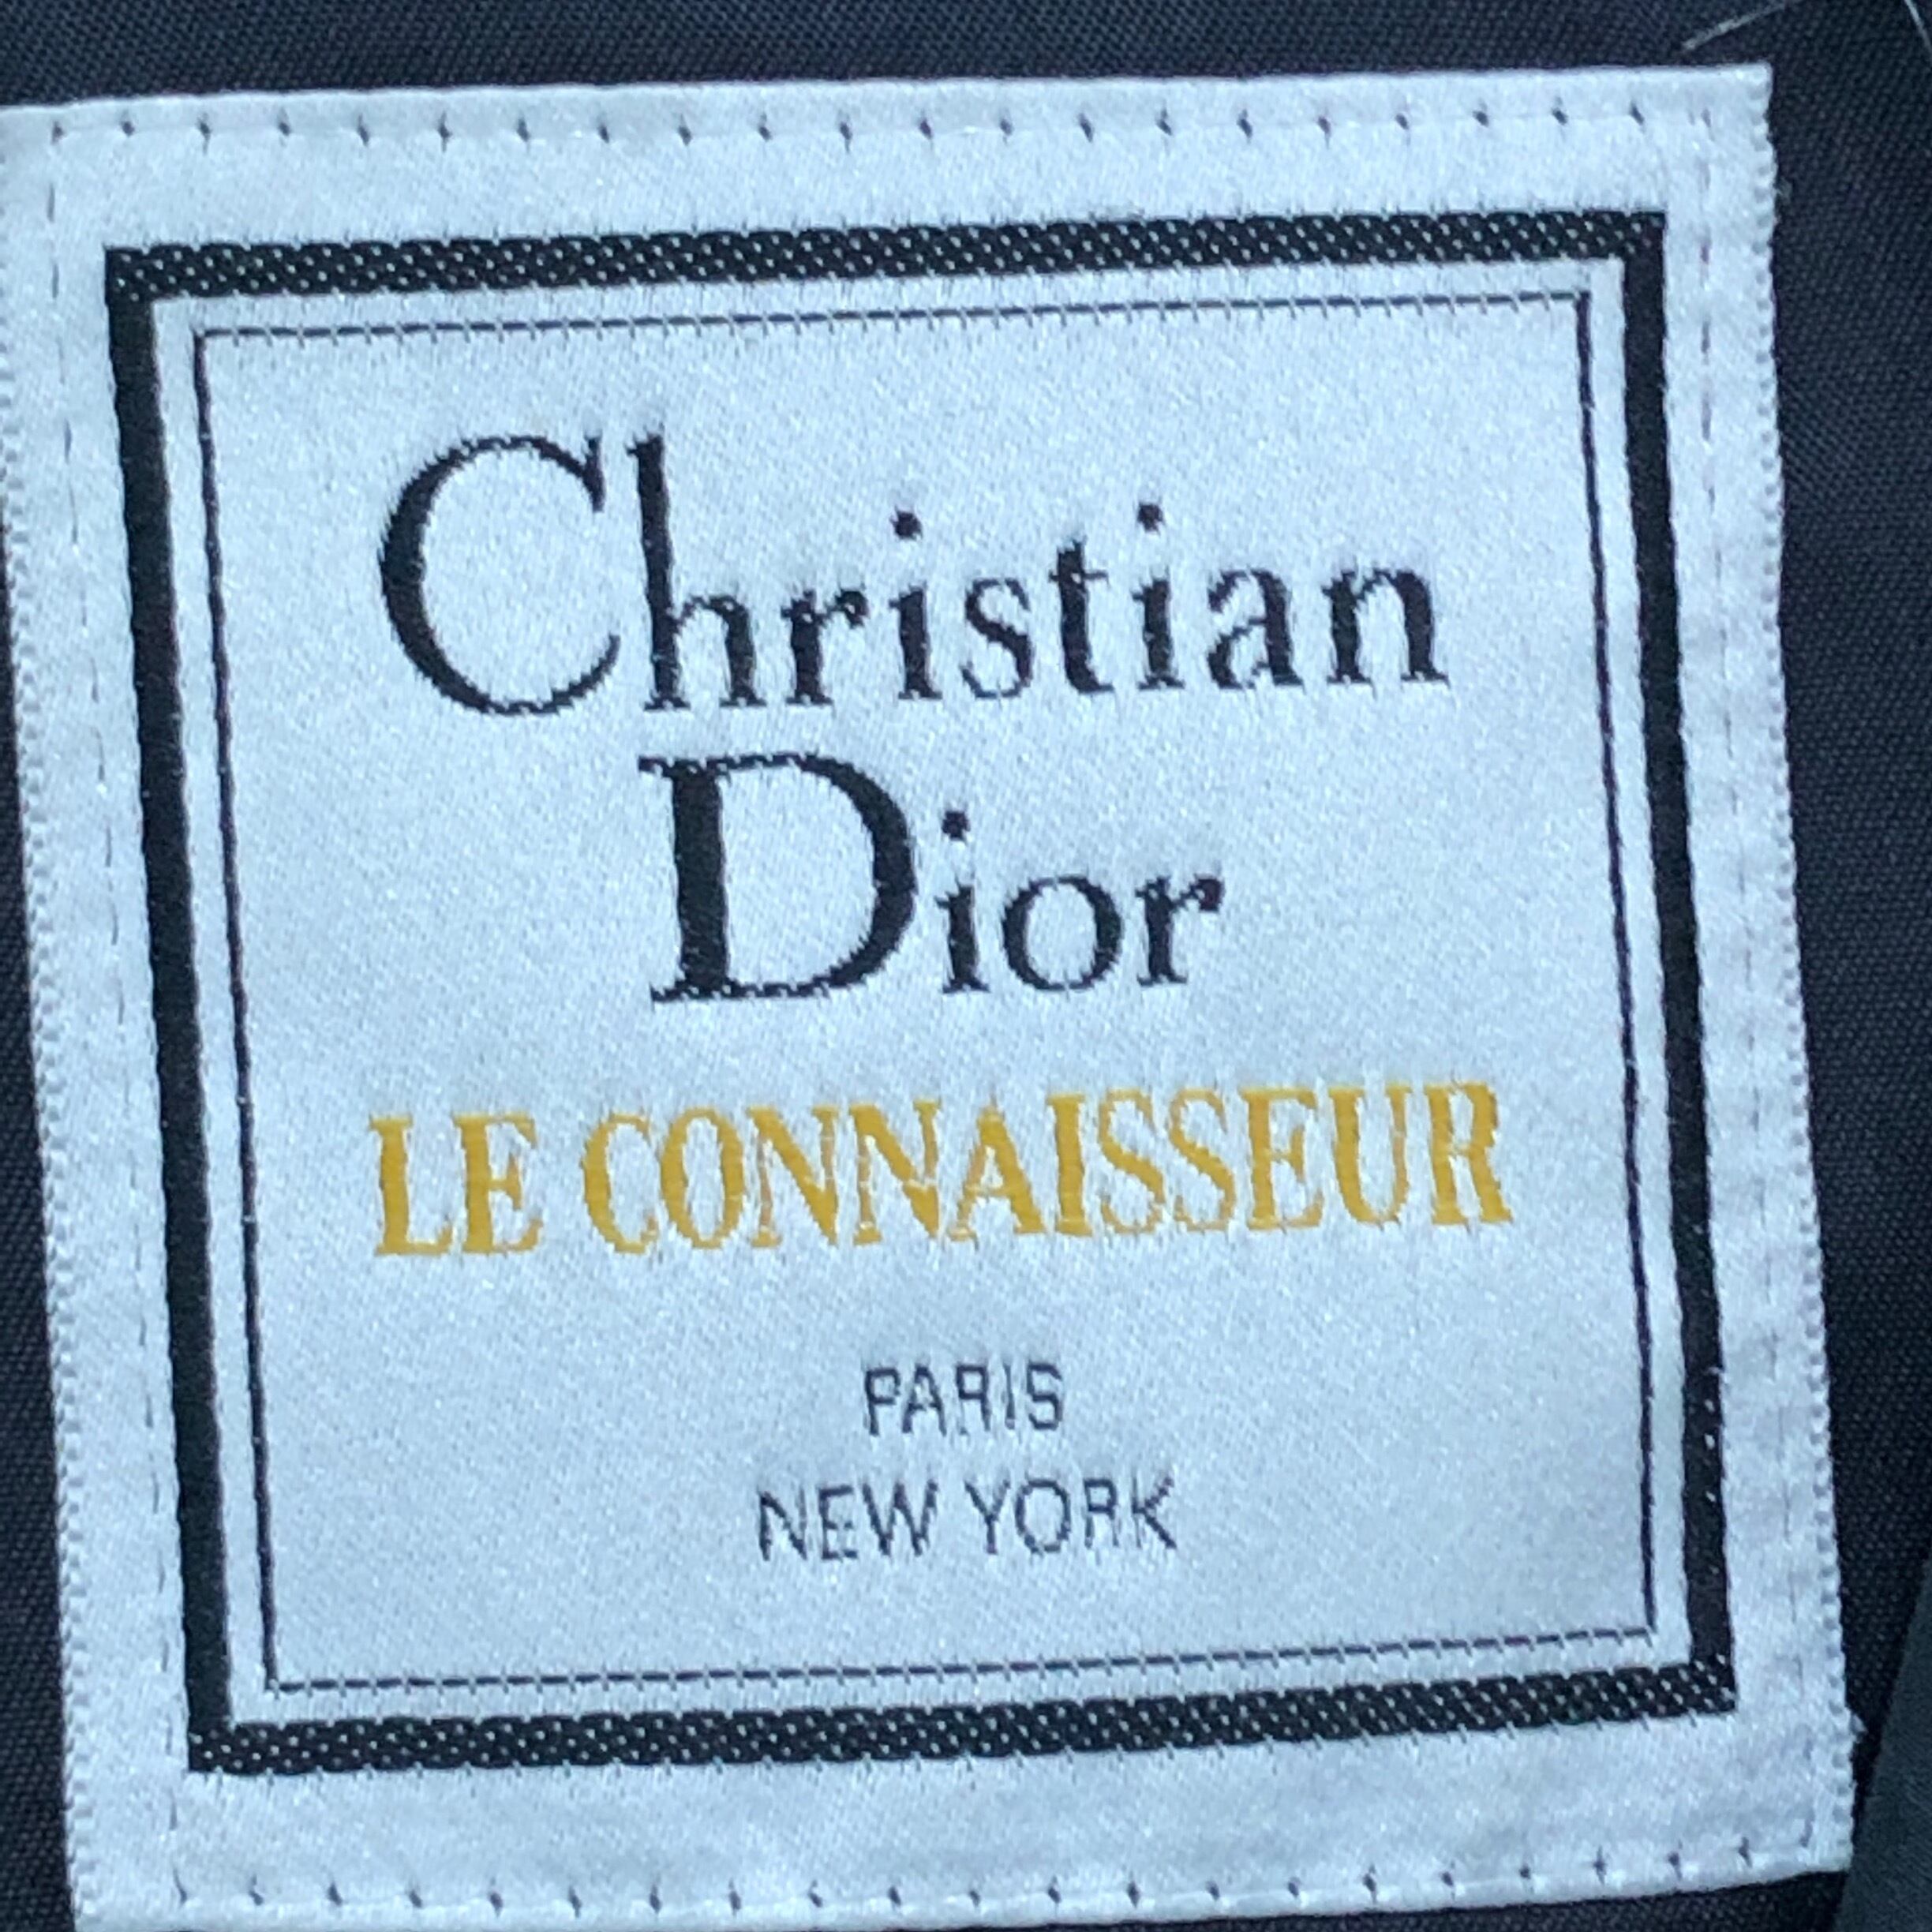 Christian
Dior
LE CONNAISSEUR
PARIS
NEW YORK